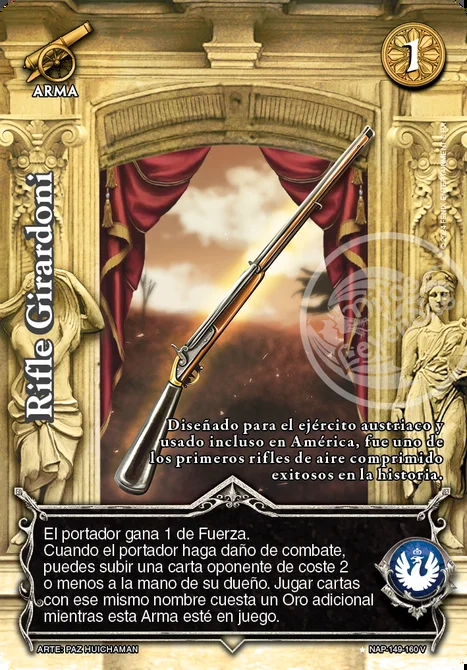 ARMA
1
Rifle Girardoni
Diseñado para el ejército austriaco y
usado incluso en América, fue uno de
los primeros rifles de aire comprimido
exitosos en la historia.
El portador gana 1 de Fuerza.
Cuando el portador haga daño de combate,
puedes subir una carta oponente de coste 2
o menos a la mano de su dueño. Jugar cartas
con ese mismo nombre cuesta un Oro adicional
mientras esta Arma esté en juego.
ARTE: PAZ HUICHAMAN
NAP-149-160 V